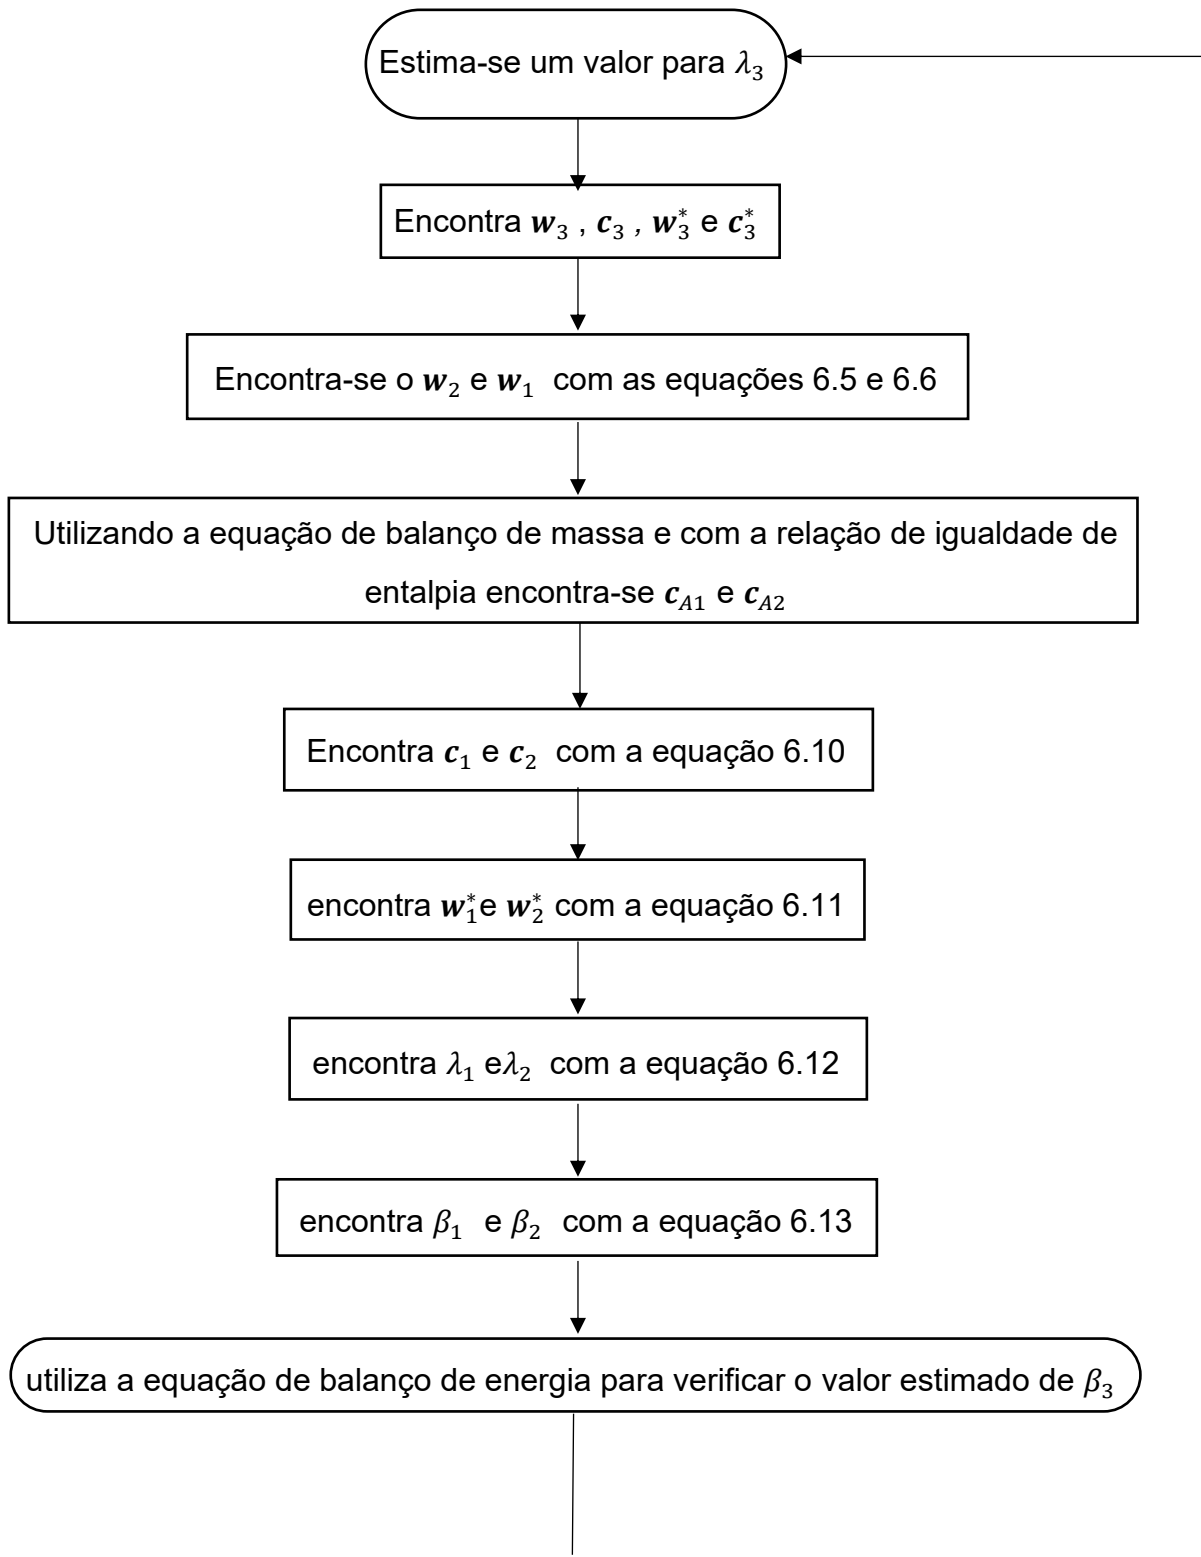 Estima-se um valor para λ₃
Encontra w₃ , c₃ , w₃* e c₃*
Encontra-se o w₂ e w₁ com as equações 6.5 e 6.6
Utilizando a equação de balanço de massa e com a relação de igualdade de
entalpia encontra-se c_A1 e c_A2
Encontra c₁ e c₂ com a equação 6.10
encontra w₁*e w₂* com a equação 6.11
encontra λ₁ eλ₂ com a equação 6.12
encontra β₁ e β₂ com a equação 6.13
utiliza a equação de balanço de energia para verificar o valor estimado de β₃